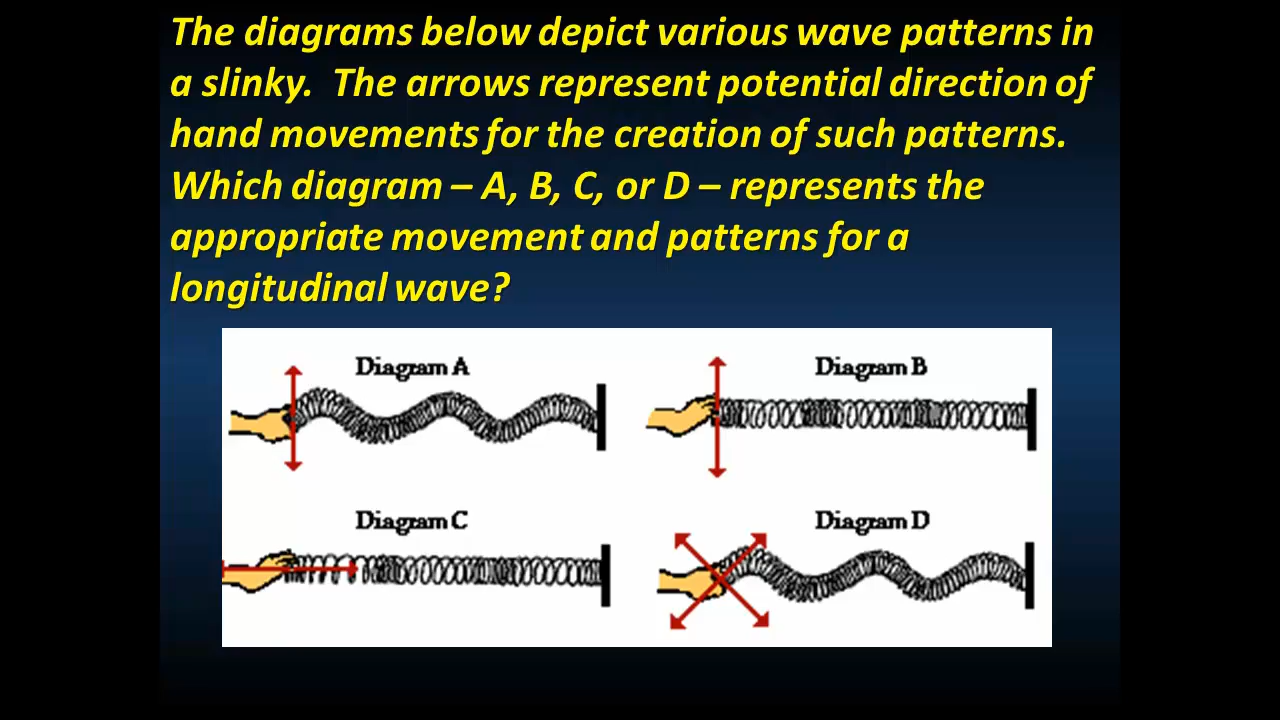 The diagrams below depict various wave patterns in
a slinky. The arrows represent potential direction of
hand movements for the creation of such patterns.
Which diagram – A, B, C, or D – represents the
appropriate movement and patterns for a
longitudinal wave?
Diagram A
Diagram B
Diagram C
Diagram D